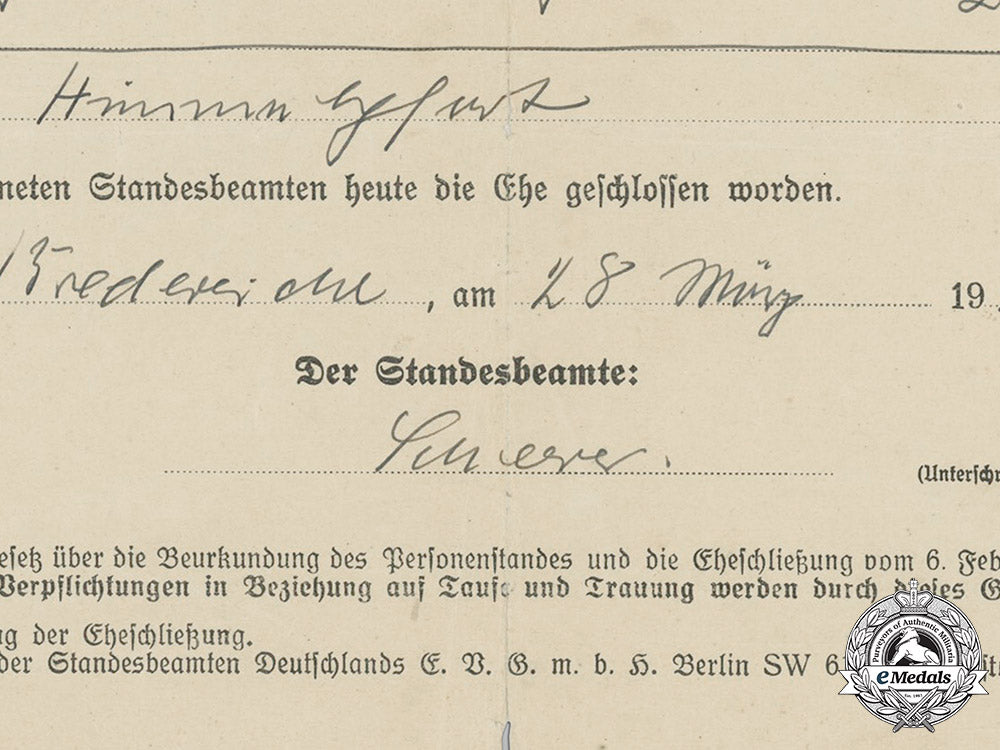 Himmelpfort
neten Standesbeamten heute die Ehe geschlossen worden.
Bredereiche, am 28 März 19
Der Standesbeamte:
Scherer.
(Unterschr
esetz über die Beurkundung des Personenstandes und die Eheschließung vom 6. Feb
Verpflichtungen in Beziehung auf Taufe und Trauung werden durch dieses G
g der Eheschließung.
der Standesbeamten Deutschlands E. V. G. m. b. H. Berlin SW 6
Purveyors of Authentic Militaria
eMedals